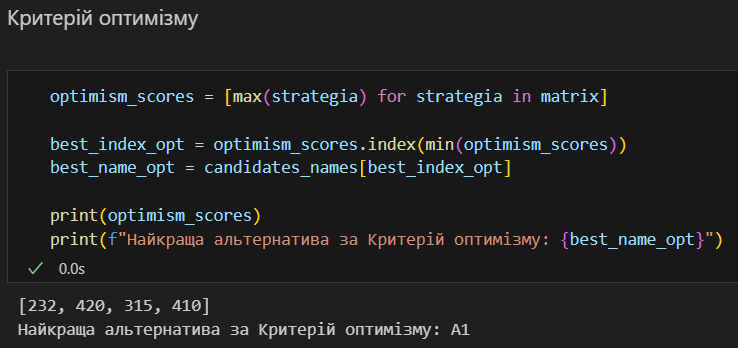 Критерій оптимізму
optimism_scores = [max(strategia) for strategia in matrix]
best_index_opt = optimism_scores.index(min(optimism_scores))
best_name_opt = candidates_names[best_index_opt]
print(optimism_scores)
print(f"Найкраща альтернатива за Критерій оптимізму: {best_name_opt}")
0.0s
[232, 420, 315, 410]
Найкраща альтернатива за Критерій оптимізму: A1